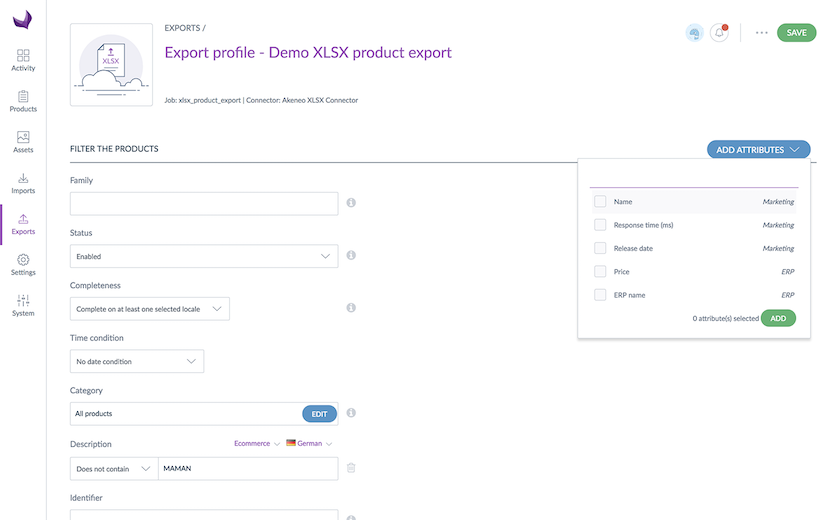 EXPORTS /
SAVE
XLSX
Export profile - Demo XLSX product export
Job: xlsx_product_export | Connector: Akeneo XLSX Connector
Activity
Products
Assets
Imports
Exports
Settings
System
FILTER THE PRODUCTS
ADD ATTRIBUTES
Family
Status
Enabled
Completeness
Complete on at least one selected locale
Time condition
No date condition
Category
All products
EDIT
Description
Ecommerce
German
Does not contain
MAMAN
Identifier
Name Marketing
Response time (ms) Marketing
Release date Marketing
Price ERP
ERP name ERP
0 attribute(s) selected ADD